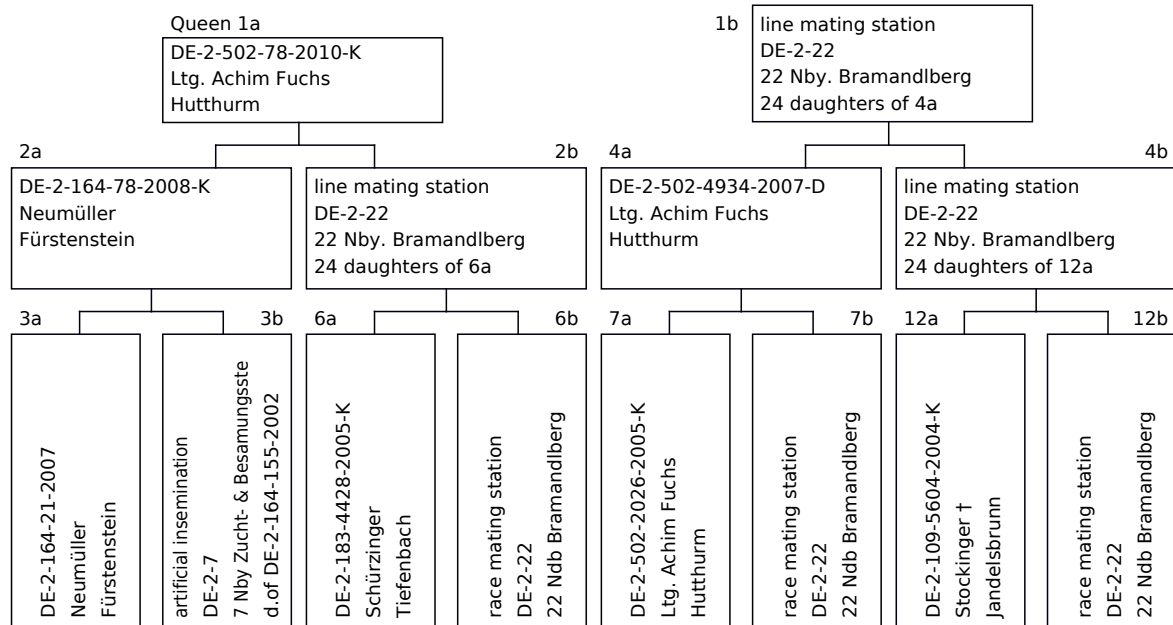 Queen 1a
DE-2-502-78-2010-K
Ltg. Achim Fuchs
Hutthurm
1b
line mating station
DE-2-22
22 Nby. Bramandlberg
24 daughters of 4a
2a
DE-2-164-78-2008-K
Neumüller
Fürstenstein
2b
line mating station
DE-2-22
22 Nby. Bramandlberg
24 daughters of 6a
4a
DE-2-502-4934-2007-D
Ltg. Achim Fuchs
Hutthurm
4b
line mating station
DE-2-22
22 Nby. Bramandlberg
24 daughters of 12a
3a
DE-2-164-21-2007
Neumüller
Fürstenstein
3b
artificial insemination
DE-2-7
7 Nby Zucht- & Besamungsste
d.of DE-2-164-155-2002
6a
DE-2-183-4428-2005-K
Schürzinger
Tiefenbach
6b
race mating station
DE-2-22
22 Ndb Bramandlberg
7a
DE-2-502-2026-2005-K
Ltg. Achim Fuchs
Hutthurm
7b
race mating station
DE-2-22
22 Ndb Bramandlberg
12a
DE-2-109-5604-2004-K
Stockinger †
Jandelsbrunn
12b
race mating station
DE-2-22
22 Ndb Bramandlberg